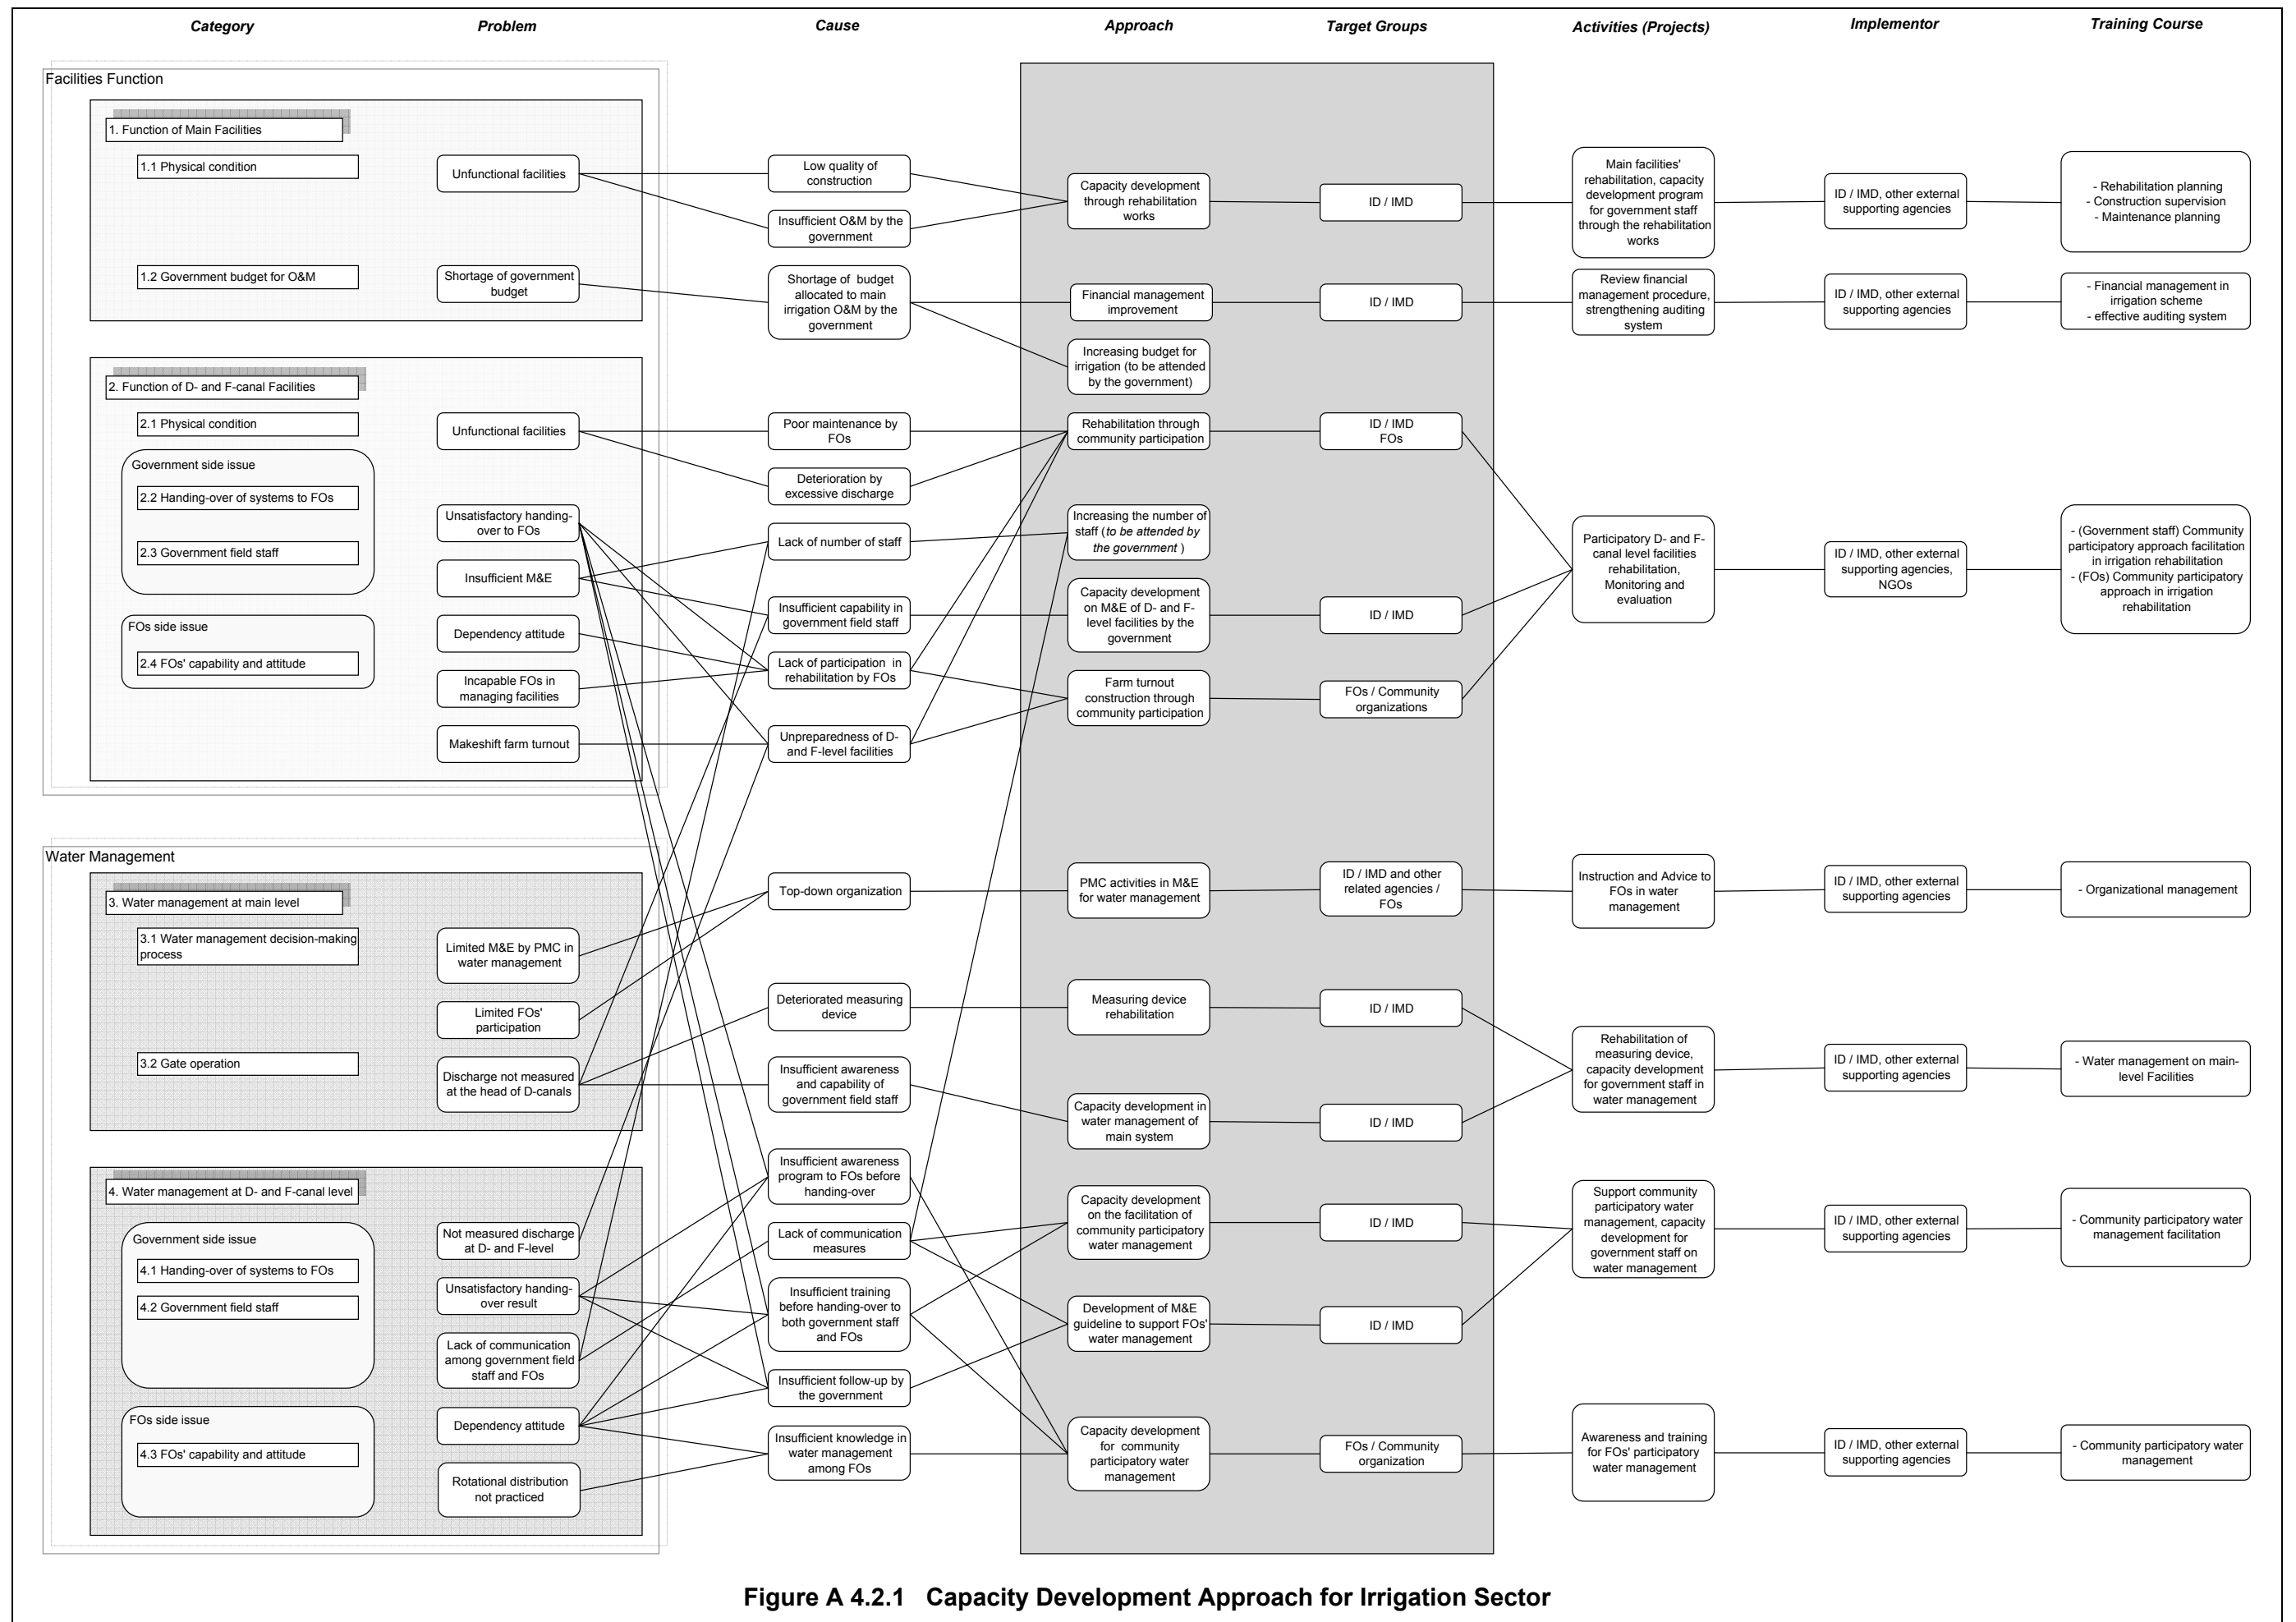 Category
Problem
Cause
Approach
Target Groups
Activities (Projects)
Implementor
Training Course
Facilities Function
1. Function of Main Facilities
1.1 Physical condition
1.2 Government budget for O&M
Unfunctional facilities
Shortage of government
budget
Low quality of
construction
Insufficient O&M by the
government
Shortage of budget
allocated to main
irrigation O&M by the
government
Capacity development
through rehabilitation
works
Financial management
improvement
Increasing budget for
irrigation (to be attended
by the government)
ID / IMD
ID / IMD
Main facilities'
rehabilitation, capacity
development program
for government staff
through the rehabilitation
works
Review financial
management procedure,
strengthening auditing
system
ID / IMD, other external
supporting agencies
ID / IMD, other external
supporting agencies
- Rehabilitation planning
- Construction supervision
- Maintenance planning
- Financial management in
irrigation scheme
- effective auditing system
2. Function of D- and F-canal Facilities
2.1 Physical condition
Government side issue
2.2 Handing-over of systems to FOs
2.3 Government field staff
FOs side issue
2.4 FOs' capability and attitude
Unfunctional facilities
Unsatisfactory handing-
over to FOs
Insufficient M&E
Dependency attitude
Incapable FOs in
managing facilities
Makeshift farm turnout
Poor maintenance by
FOs
Deterioration by
excessive discharge
Lack of number of staff
Insufficient capability in
government field staff
Lack of participation in
rehabilitation by FOs
Unpreparedness of D-
and F-level facilities
Rehabilitation through
community participation
Increasing the number of
staff (to be attended by
the government )
Capacity development
on M&E of D- and F-
level facilities by the
government
Farm turnout
construction through
community participation
ID / IMD
FOs
ID / IMD
FOs / Community
organizations
Participatory D- and F-
canal level facilities
rehabilitation,
Monitoring and
evaluation
ID / IMD, other external
supporting agencies,
NGOs
- (Government staff) Community
participatory approach facilitation
in irrigation rehabilitation
- (FOs) Community participatory
approach in irrigation
rehabilitation
Water Management
3. Water management at main level
3.1 Water management decision-making
process
3.2 Gate operation
Limited M&E by PMC in
water management
Limited FOs'
participation
Discharge not measured
at the head of D-canals
Top-down organization
Deteriorated measuring
device
Insufficient awareness
and capability of
government field staff
PMC activities in M&E
for water management
Measuring device
rehabilitation
Capacity development in
water management of
main system
ID / IMD and other
related agencies /
FOs
ID / IMD
ID / IMD
Instruction and Advice to
FOs in water
management
Rehabilitation of
measuring device,
capacity development
for government staff in
water management
ID / IMD, other external
supporting agencies
ID / IMD, other external
supporting agencies
- Organizational management
- Water management on main-
level Facilities
4. Water management at D- and F-canal level
Government side issue
4.1 Handing-over of systems to FOs
4.2 Government field staff
FOs side issue
4.3 FOs' capability and attitude
Not measured discharge
at D- and F-level
Unsatisfactory handing-
over result
Lack of communication
among government field
staff and FOs
Dependency attitude
Rotational distribution
not practiced
Insufficient awareness
program to FOs before
handing-over
Lack of communication
measures
Insufficient training
before handing-over to
both government staff
and FOs
Insufficient follow-up by
the government
Insufficient knowledge in
water management
among FOs
Capacity development
on the facilitation of
community participatory
water management
Development of M&E
guideline to support FOs'
water management
Capacity development
for community
participatory water
management
ID / IMD
ID / IMD
FOs / Community
organization
Support community
participatory water
management, capacity
development for
government staff on
water management
Awareness and training
for FOs' participatory
water management
ID / IMD, other external
supporting agencies
ID / IMD, other external
supporting agencies
- Community participatory water
management facilitation
- Community participatory water
management
Figure A 4.2.1 Capacity Development Approach for Irrigation Sector